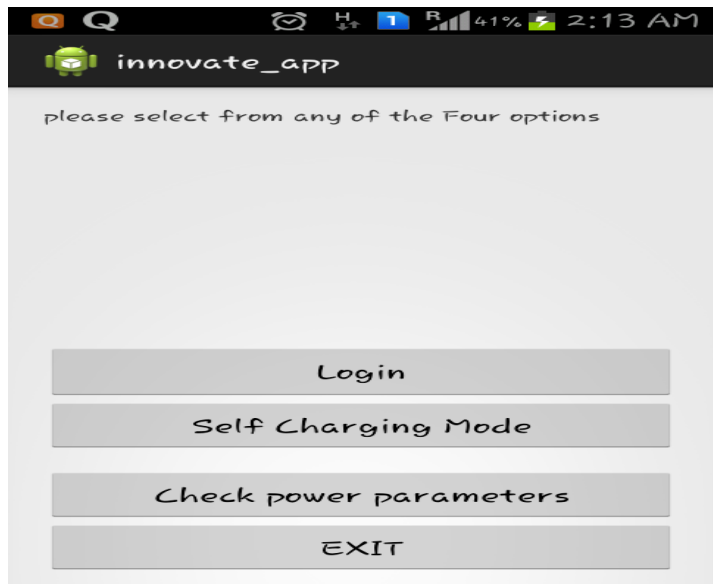 Q Q H 1 R 41% 2:13 AM
innovate_app
please select from any of the Four options
Login
Self Charging Mode
Check power parameters
EXIT